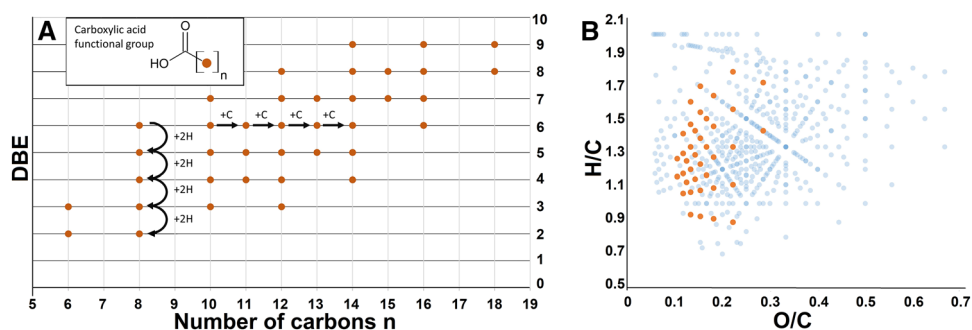 A
Carboxylic acid
functional group
O
HO
n
DBE
10
9
8
7
6
5
4
3
2
1
0
+C
+C
+C
+C
+2H
+2H
+2H
+2H
5 6 7 8 9 10 11 12 13 14 15 16 17 18 19
Number of carbons n
B
H/C
2.1
1.9
1.7
1.5
1.3
1.1
0.9
0.7
0.5
0 0.1 0.2 0.3 0.4 0.5 0.6 0.7
O/C